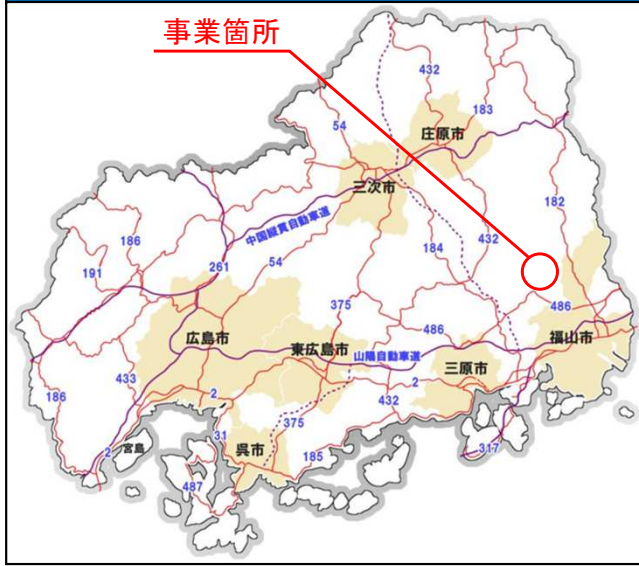 事業箇所
432
183
庄原市
54
三次市
182
中国縦貫自動車道
186
191
261
54
184
432
375
486
486
広島市
東広島市
山陽自動車道
三原市
福山市
186
433
2
2
432
375
31
呉市
185
317
2
宮島
487